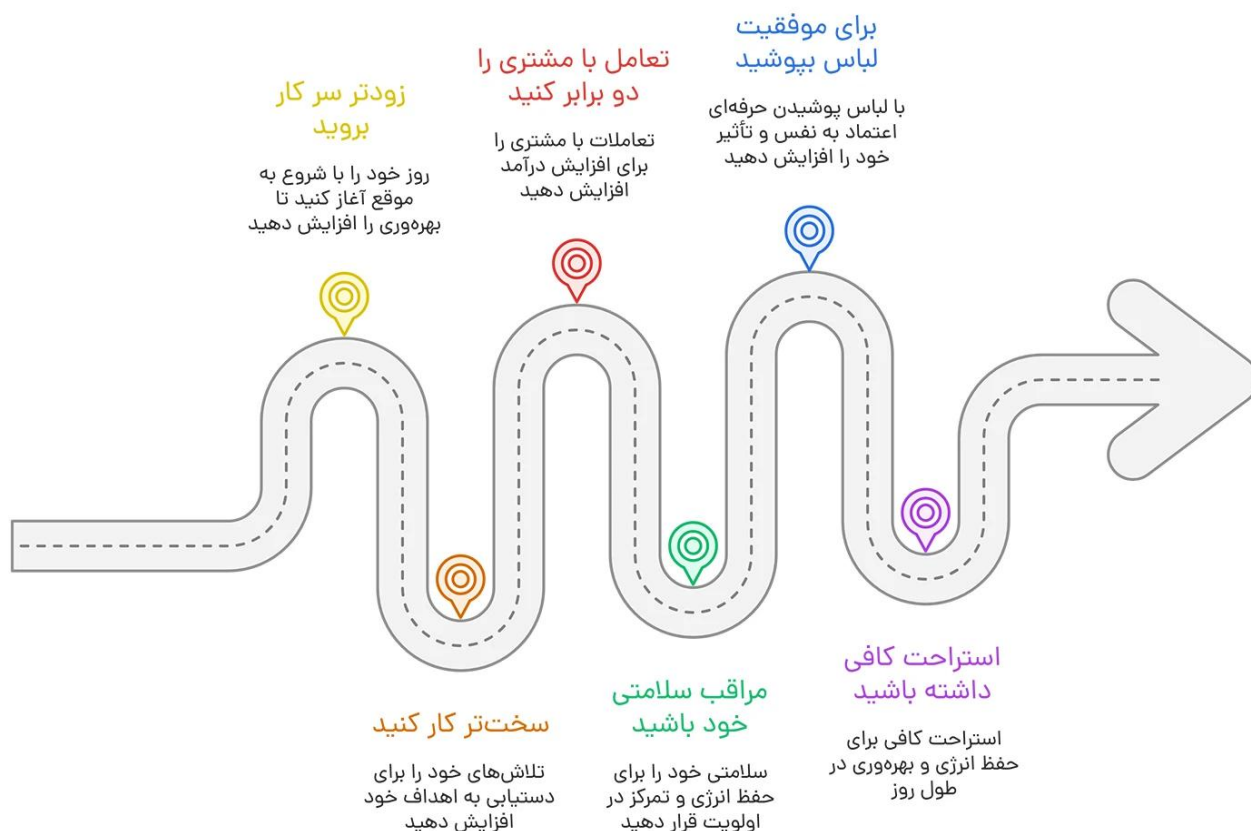 زودتر سر کار
بروید
روز خود را با شروع به
موقع آغاز کنید تا
بهره‌وری را افزایش دهید
سخت‌تر کار کنید
تلاش‌های خود را برای
دستیابی به اهداف خود
افزایش دهید
تعامل با مشتری را
دو برابر کنید
تعاملات با مشتری را
برای افزایش درآمد
افزایش دهید
مراقب سلامتی
خود باشید
سلامتی خود را برای
حفظ انرژی و تمرکز در
اولویت قرار دهید
برای موفقیت
لباس بپوشید
با لباس پوشیدن حرفه‌ای
اعتماد به نفس و تأثیر
خود را افزایش دهید
استراحت کافی
داشته باشید
استراحت کافی برای
حفظ انرژی و بهره‌وری در
طول روز